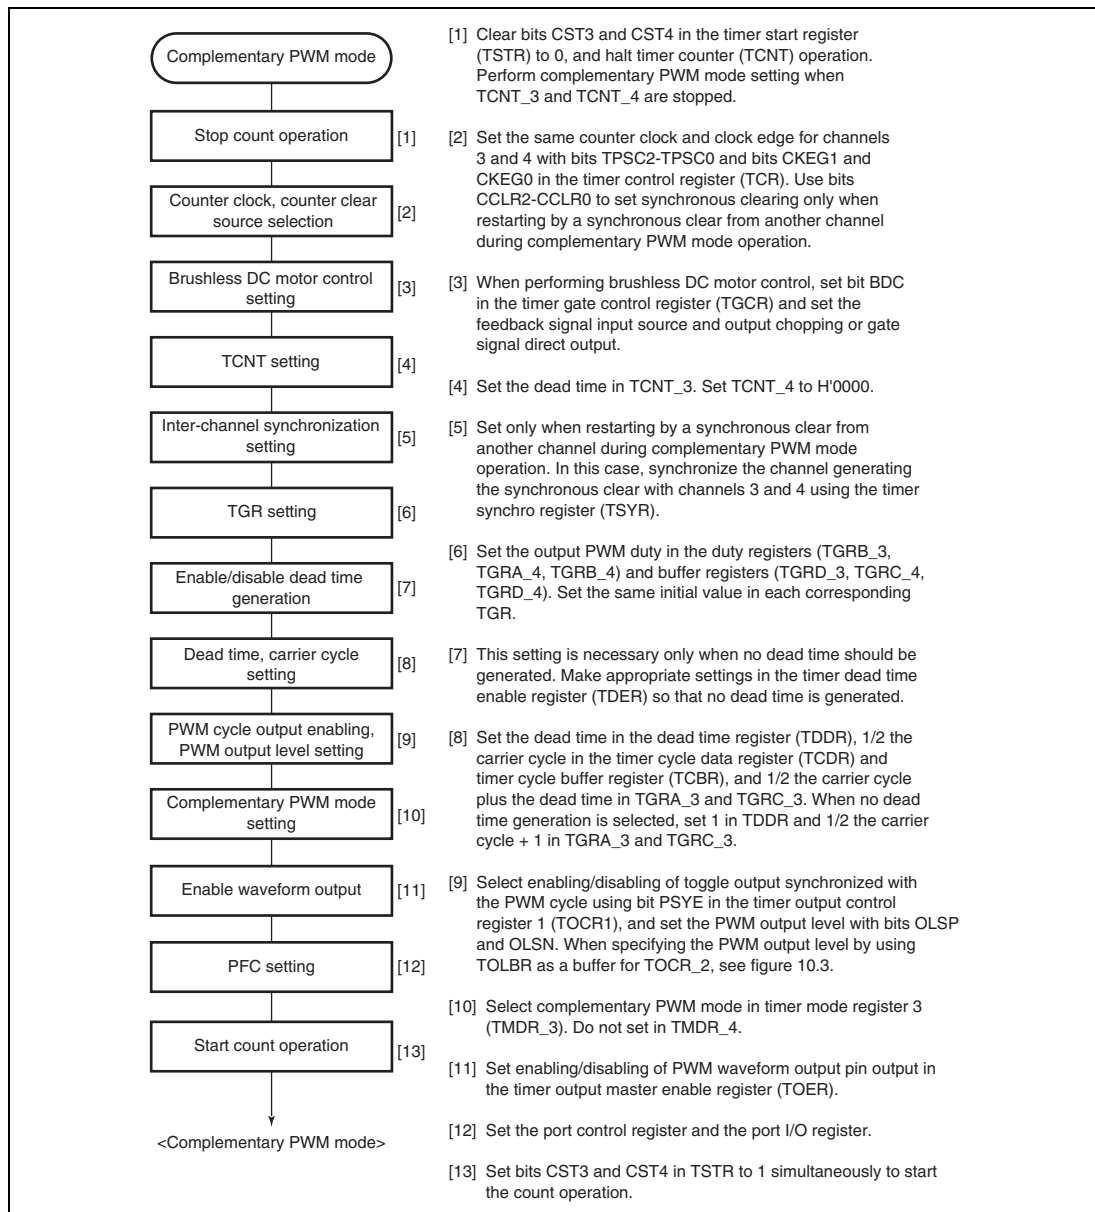 Complementary PWM mode
Stop count operation
[1]
Counter clock, counter clear
source selection
[2]
Brushless DC motor control
setting
[3]
TCNT setting
[4]
Inter-channel synchronization
setting
[5]
TGR setting
[6]
Enable/disable dead time
generation
[7]
Dead time, carrier cycle
setting
[8]
PWM cycle output enabling,
PWM output level setting
[9]
Complementary PWM mode
setting
[10]
Enable waveform output
[11]
PFC setting
[12]
Start count operation
[13]
<Complementary PWM mode>
[1] Clear bits CST3 and CST4 in the timer start register
(TSTR) to 0, and halt timer counter (TCNT) operation.
Perform complementary PWM mode setting when
TCNT_3 and TCNT_4 are stopped.
[2] Set the same counter clock and clock edge for channels
3 and 4 with bits TPSC2-TPSC0 and bits CKEG1 and
CKEG0 in the timer control register (TCR). Use bits
CCLR2-CCLR0 to set synchronous clearing only when
restarting by a synchronous clear from another channel
during complementary PWM mode operation.
[3] When performing brushless DC motor control, set bit BDC
in the timer gate control register (TGCR) and set the
feedback signal input source and output chopping or gate
signal direct output.
[4] Set the dead time in TCNT_3. Set TCNT_4 to H'0000.
[5] Set only when restarting by a synchronous clear from
another channel during complementary PWM mode
operation. In this case, synchronize the channel generating
the synchronous clear with channels 3 and 4 using the timer
synchro register (TSYR).
[6] Set the output PWM duty in the duty registers (TGRB_3,
TGRA_4, TGRB_4) and buffer registers (TGRD_3, TGRC_4,
TGRD_4). Set the same initial value in each corresponding
TGR.
[7] This setting is necessary only when no dead time should be
generated. Make appropriate settings in the timer dead time
enable register (TDER) so that no dead time is generated.
[8] Set the dead time in the dead time register (TDDR), 1/2 the
carrier cycle in the timer cycle data register (TCDR) and
timer cycle buffer register (TCBR), and 1/2 the carrier cycle
plus the dead time in TGRA_3 and TGRC_3. When no dead
time generation is selected, set 1 in TDDR and 1/2 the carrier
cycle + 1 in TGRA_3 and TGRC_3.
[9] Select enabling/disabling of toggle output synchronized with
the PWM cycle using bit PSYE in the timer output control
register 1 (TOCR1), and set the PWM output level with bits OLSP
and OLSN. When specifying the PWM output level by using
TOLBR as a buffer for TOCR_2, see figure 10.3.
[10] Select complementary PWM mode in timer mode register 3
(TMDR_3). Do not set in TMDR_4.
[11] Set enabling/disabling of PWM waveform output pin output in
the timer output master enable register (TOER).
[12] Set the port control register and the port I/O register.
[13] Set bits CST3 and CST4 in TSTR to 1 simultaneously to start
the count operation.